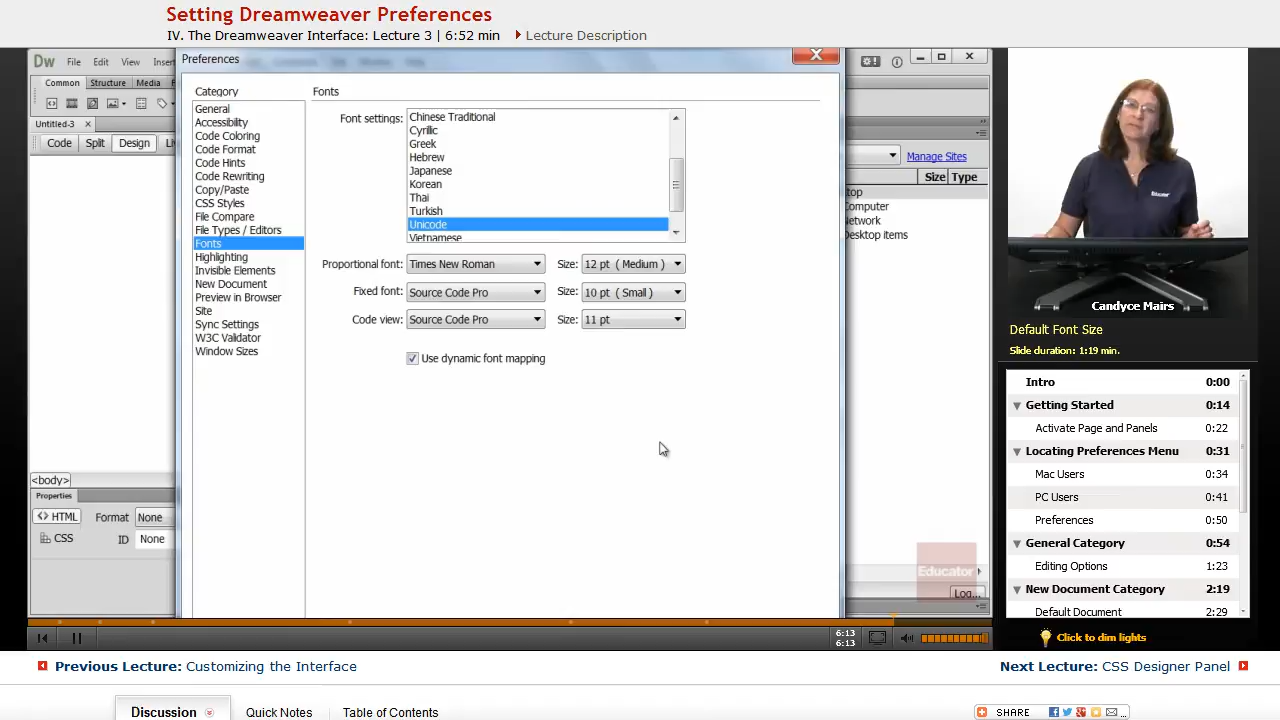 Setting Dreamweaver Preferences
IV. The Dreamweaver Interface: Lecture 3 | 6:52 min Lecture Description
Dw File Edit View Insert
Common Structure Media
Untitled-3 x
Code Split Design
<body>
Properties
<> HTML Format None
CSS ID None
Preferences
Category
General
Accessibility
Code Coloring
Code Format
Code Hints
Code Rewriting
Copy/Paste
CSS Styles
File Compare
File Types / Editors
Fonts
Highlighting
Invisible Elements
New Document
Preview in Browser
Site
Sync Settings
W3C Validator
Window Sizes
Fonts
Font settings:
Chinese Traditional
Cyrillic
Greek
Hebrew
Japanese
Korean
Thai
Turkish
Unicode
Vietnamese
Proportional font: Times New Roman Size: 12 pt ( Medium )
Fixed font: Source Code Pro Size: 10 pt ( Small )
Code view: Source Code Pro Size: 11 pt
Use dynamic font mapping
Manage Sites
Size Type
top
Computer
etwork
Desktop items
Educator
Log...
6:13
6:13
Educator
Candyce Mairs
Default Font Size
Slide duration: 1:19 min.
Intro 0:00
Getting Started 0:14
Activate Page and Panels 0:22
Locating Preferences Menu 0:31
Mac Users 0:34
PC Users 0:41
Preferences 0:50
General Category 0:54
Editing Options 1:23
New Document Category 2:19
Default Document 2:29
Click to dim lights
Previous Lecture: Customizing the Interface
Next Lecture: CSS Designer Panel
Discussion Quick Notes Table of Contents
SHARE